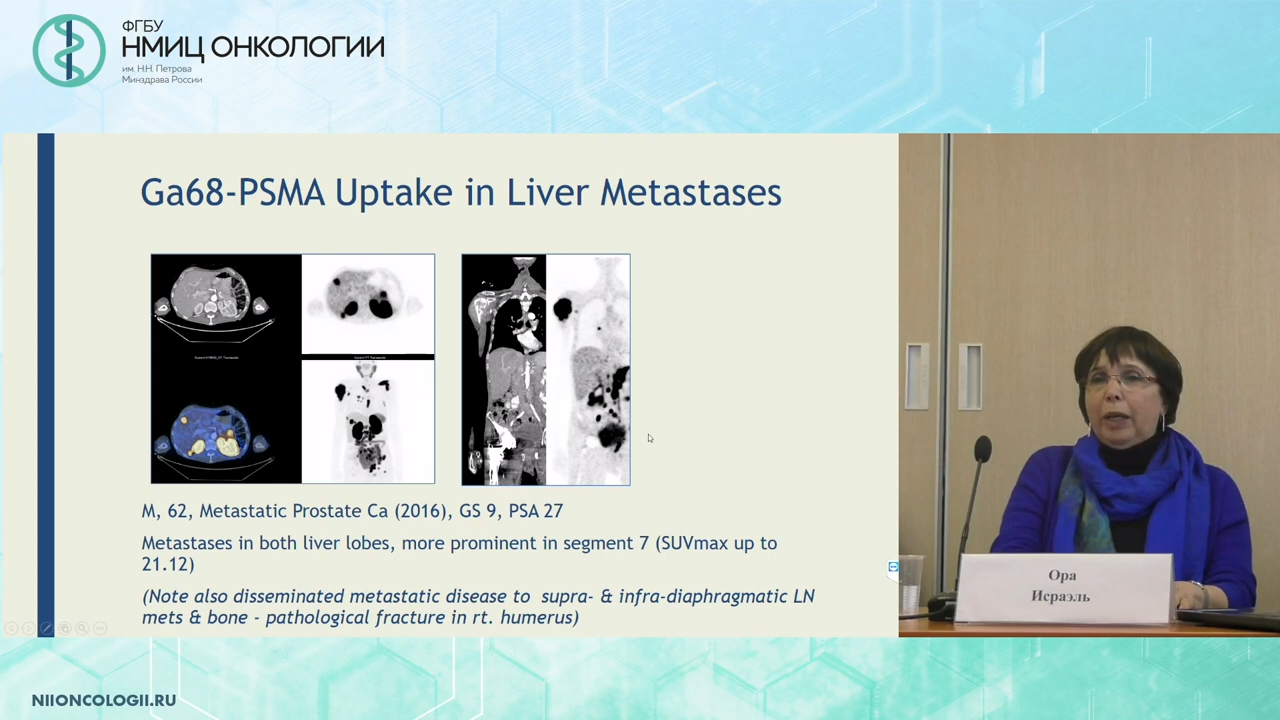 ФГБУ
НМИЦ ОНКОЛОГИИ
им. Н.Н. Петрова
Минздрава России
Ga68-PSMA Uptake in Liver Metastases
M, 62, Metastatic Prostate Ca (2016), GS 9, PSA 27
Metastases in both liver lobes, more prominent in segment 7 (SUVmax up to
21.12)
(Note also disseminated metastatic disease to supra- & infra-diaphragmatic LN
mets & bone - pathological fracture in rt. humerus)
Ора
Исраэль
NIIONCOLOGII.RU